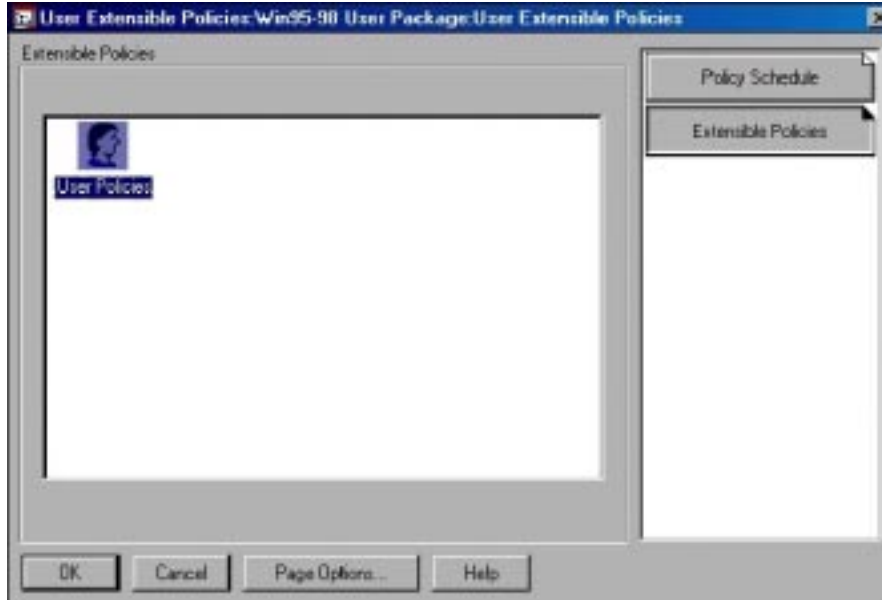 User Extensible Policies:Win95-98 User Package:User Extensible Policies
Extensible Policies
User Policies
Policy Schedule
Extensible Policies
OK
Cancel
Page Options...
Help